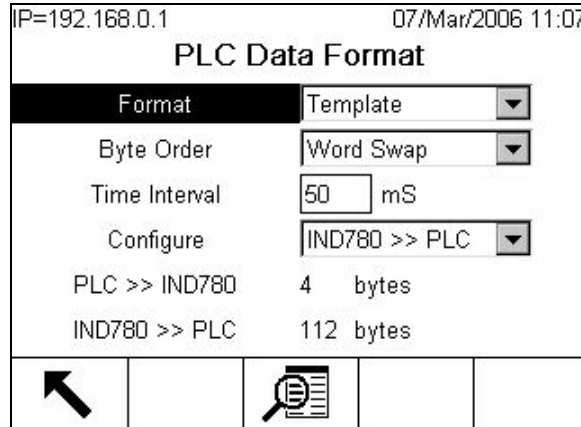 IP=192.168.0.1 07/Mar/2006 11:07
PLC Data Format
Format Template
Byte Order Word Swap
Time Interval 50 mS
Configure IND780 >> PLC
PLC >> IND780 4 bytes
IND780 >> PLC 112 bytes